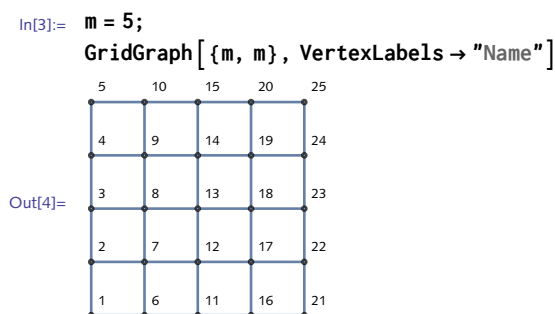 In[3]:= m = 5;
GridGraph[{m, m}, VertexLabels → "Name"]
5 10 15 20 25
4 9 14 19 24
Out[4]=
3 8 13 18 23
2 7 12 17 22
1 6 11 16 21